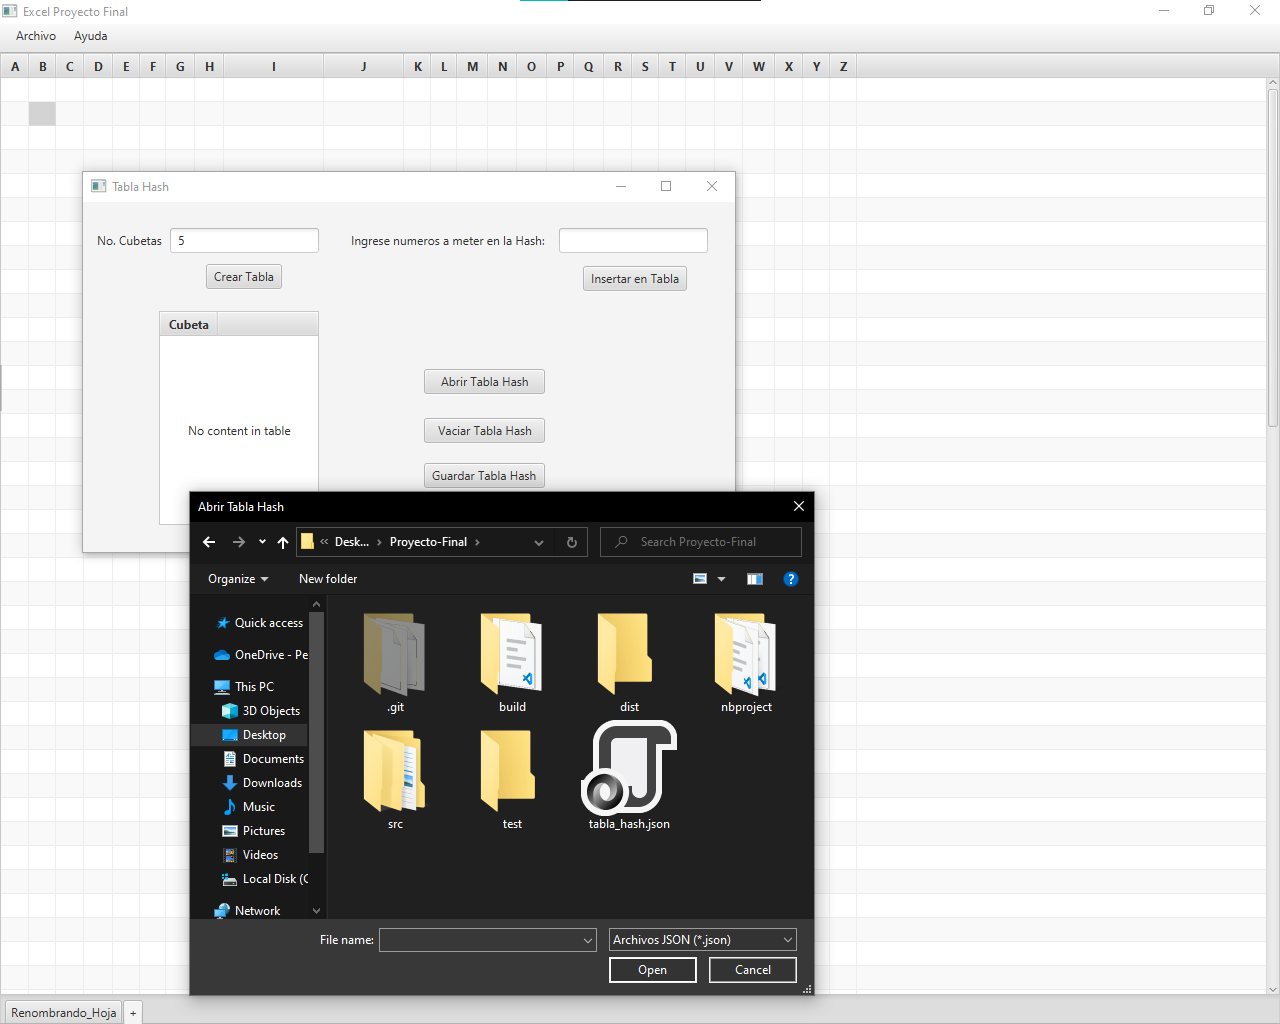 Excel Proyecto Final
Archivo Ayuda
A B C D E F G H I J K L M N O P Q R S T U V W X Y Z
Tabla Hash
No. Cubetas 5 Ingrese numeros a meter en la Hash:
Crear Tabla Insertar en Tabla
Cubeta
No content in table
Abrir Tabla Hash
Vaciar Tabla Hash
Guardar Tabla Hash
Abrir Tabla Hash
« Desk... › Proyecto-Final › Search Proyecto-Final
Organize New folder ?
Quick access
OneDrive - Pe
This PC
3D Objects
Desktop
Documents
Downloads
Music
Pictures
Videos
Local Disk (C
Network
.git build dist nbproject
src test tabla_hash.json
File name: Archivos JSON (*.json)
Open Cancel
Renombrando_Hoja +